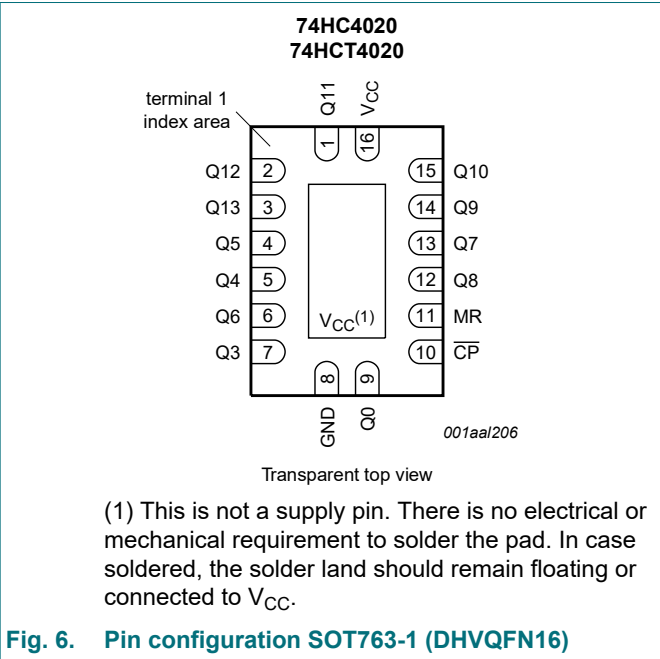 74HC4020
74HCT4020
terminal 1
index area
Q11 VCC
1 16
Q12 2 15 Q10
Q13 3 14 Q9
Q5 4 13 Q7
Q4 5 12 Q8
Q6 6 VCC(1) 11 MR
Q3 7 10 C̅P̅
8 9
GND Q0
001aal206
Transparent top view
(1) This is not a supply pin. There is no electrical or
mechanical requirement to solder the pad. In case
soldered, the solder land should remain floating or
connected to VCC.
Fig. 6. Pin configuration SOT763-1 (DHVQFN16)